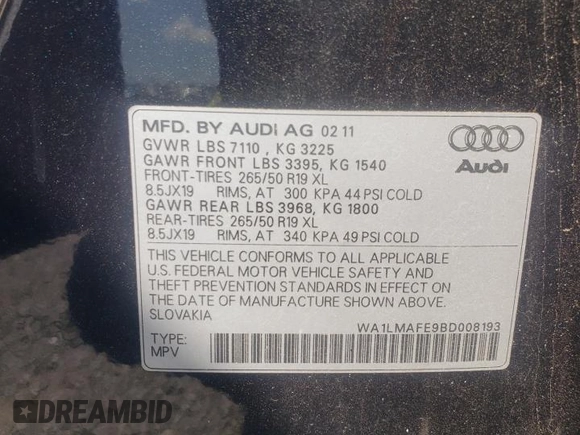 MFD. BY AUDI AG 02 11
GVWR LBS 7110 , KG 3225
GAWR FRONT LBS 3395, KG 1540
FRONT-TIRES 265/50 R19 XL
8.5JX19 RIMS, AT 300 KPA 44 PSI COLD
GAWR REAR LBS 3968, KG 1800
REAR-TIRES 265/50 R19 XL
8.5JX19 RIMS, AT 340 KPA 49 PSI COLD
Audi
THIS VEHICLE CONFORMS TO ALL APPLICABLE
U.S. FEDERAL MOTOR VEHICLE SAFETY AND
THEFT PREVENTION STANDARDS IN EFFECT ON
THE DATE OF MANUFACTURE SHOWN ABOVE.
SLOVAKIA
WA1LMAFE9BD008193
TYPE:
MPV
DREAMBID